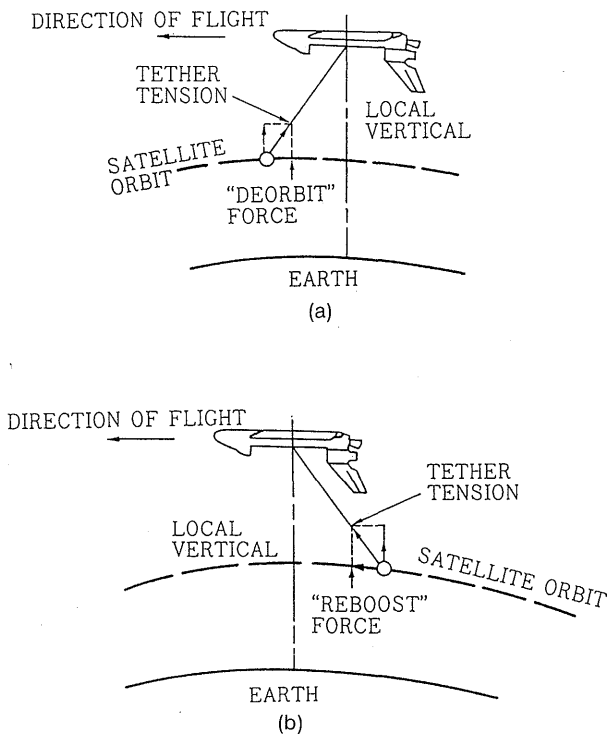 DIRECTION OF FLIGHT
TETHER
TENSION
LOCAL
VERTICAL
SATELLITE
ORBIT
"DEORBIT"
FORCE
EARTH
(a)
DIRECTION OF FLIGHT
TETHER
TENSION
LOCAL
VERTICAL
SATELLITE ORBIT
"REBOOST"
FORCE
EARTH
(b)